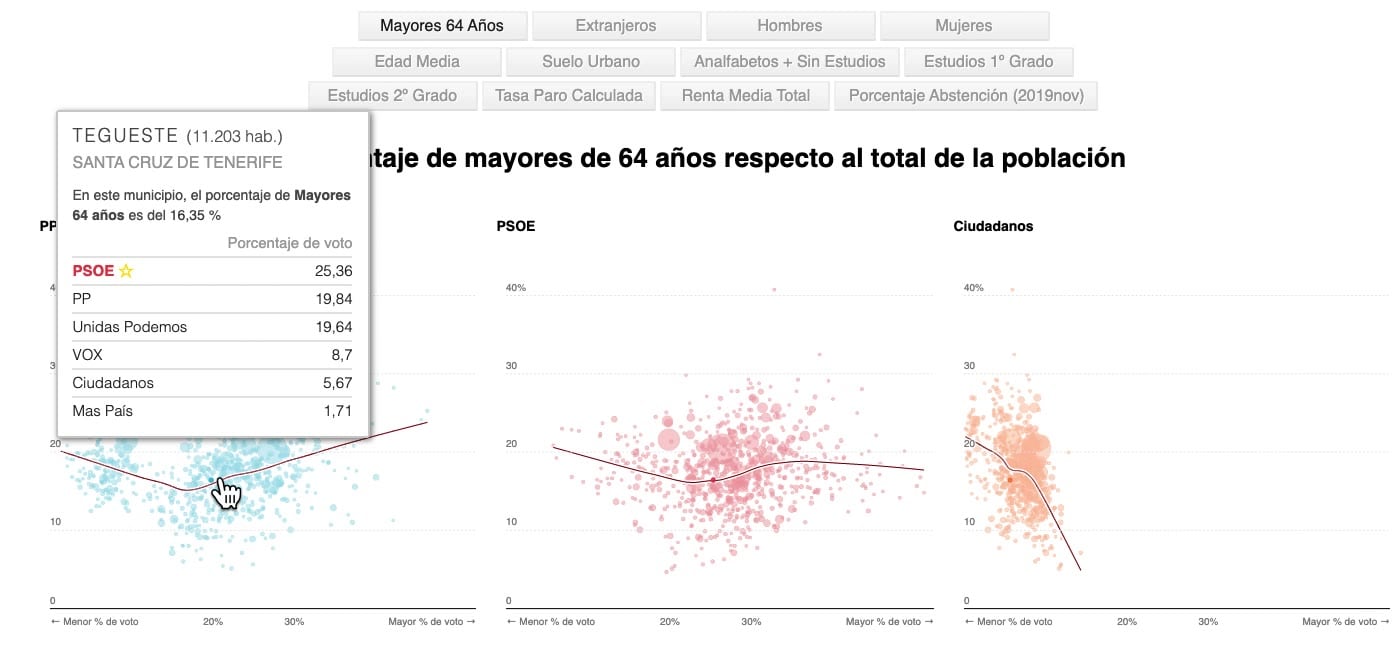 Mayores 64 Años
Extranjeros
Hombres
Mujeres
Edad Media
Suelo Urbano
Analfabetos + Sin Estudios
Estudios 1º Grado
Estudios 2º Grado
Tasa Paro Calculada
Renta Media Total
Porcentaje Abstención (2019nov)
taje de mayores de 64 años respecto al total de la población
TEGUESTE (11.203 hab.)
SANTA CRUZ DE TENERIFE
En este municipio, el porcentaje de Mayores
64 años es del 16,35 %
Porcentaje de voto
PSOE 25,36
PP 19,84
Unidas Podemos 19,64
VOX 8,7
Ciudadanos 5,67
Mas País 1,71
PP
4
3
20
10
0
← Menor % de voto 20% 30% Mayor % de voto →
PSOE
40%
30
20
10
0
← Menor % de voto 20% 30% Mayor % de voto →
Ciudadanos
40%
30
20
10
0
← Menor % de voto 20% 30% Mayor % de voto →